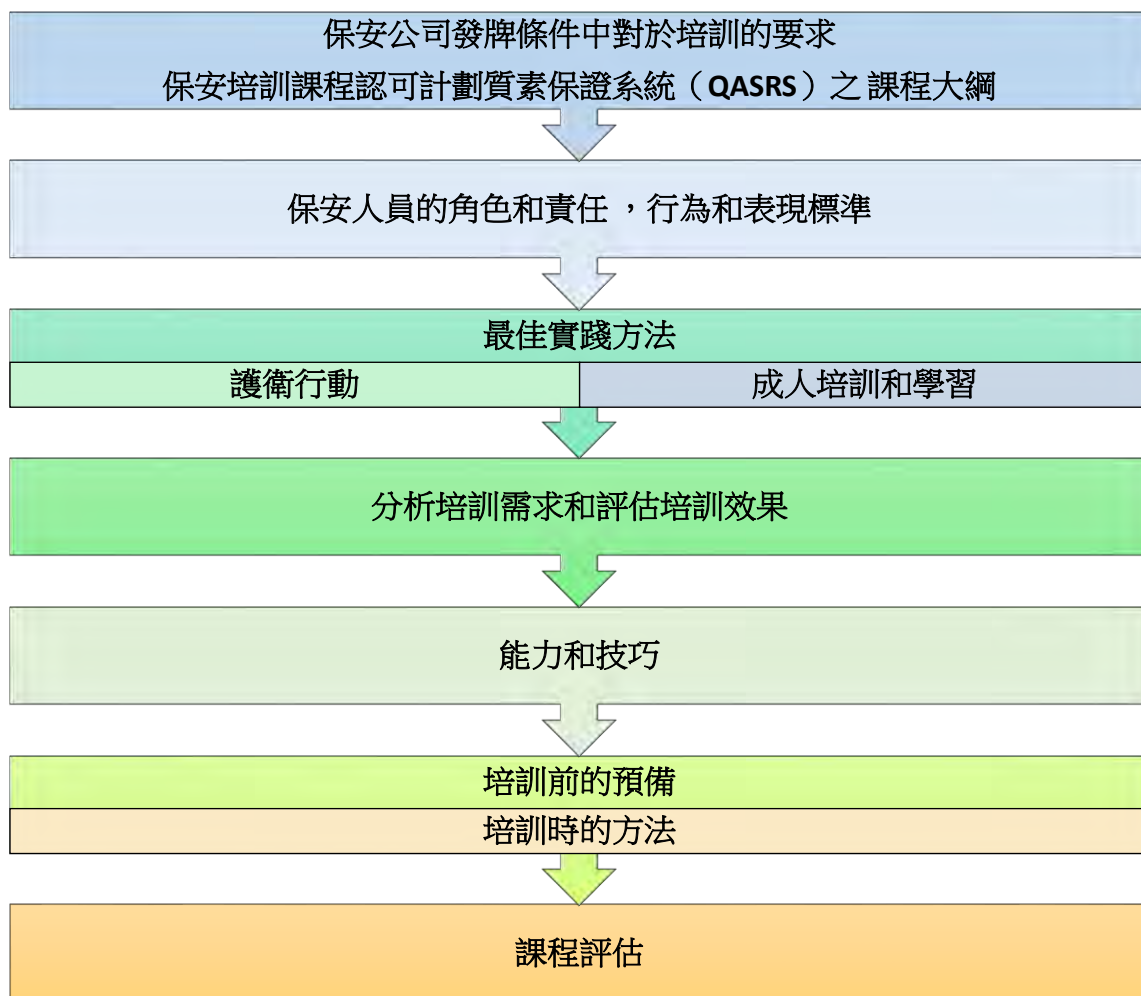 保安公司發牌條件中對於培訓的要求
保安培訓課程認可計劃質素保證系統（QASRS）之 課程大綱
保安人員的角色和責任 ，行為和表現標準
最佳實踐方法
護衛行動
成人培訓和學習
分析培訓需求和評估培訓效果
能力和技巧
培訓前的預備
培訓時的方法
課程評估